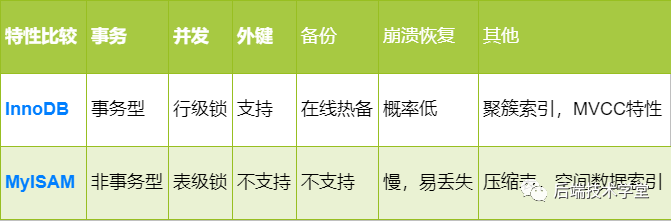 特性比较 事务 并发 外键 备份 崩溃恢复 其他
InnoDB 事务型 行级锁 支持 在线热备 概率低 聚簇索引，MVCC特性
MyISAM 非事务型 表级锁 不支持 不支持 慢，易丢失 压缩表，空间数据索引
后端技术学堂